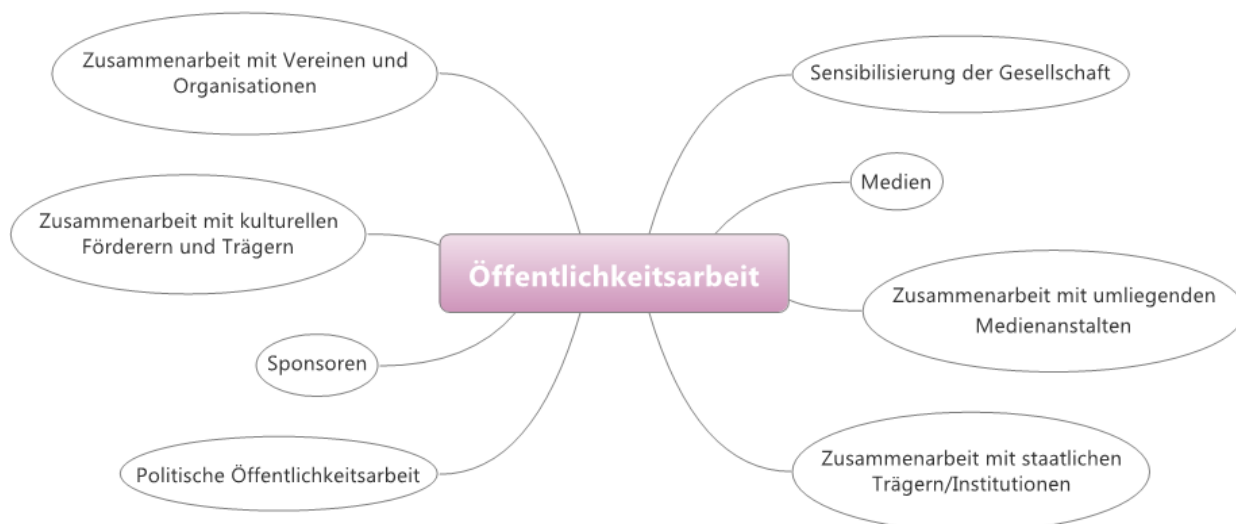 Zusammenarbeit mit Vereinen und
Organisationen
Sensibilisierung der Gesellschaft
Medien
Zusammenarbeit mit kulturellen
Förderern und Trägern
Öffentlichkeitsarbeit
Zusammenarbeit mit umliegenden
Medienanstalten
Sponsoren
Politische Öffentlichkeitsarbeit
Zusammenarbeit mit staatlichen
Trägern/Institutionen